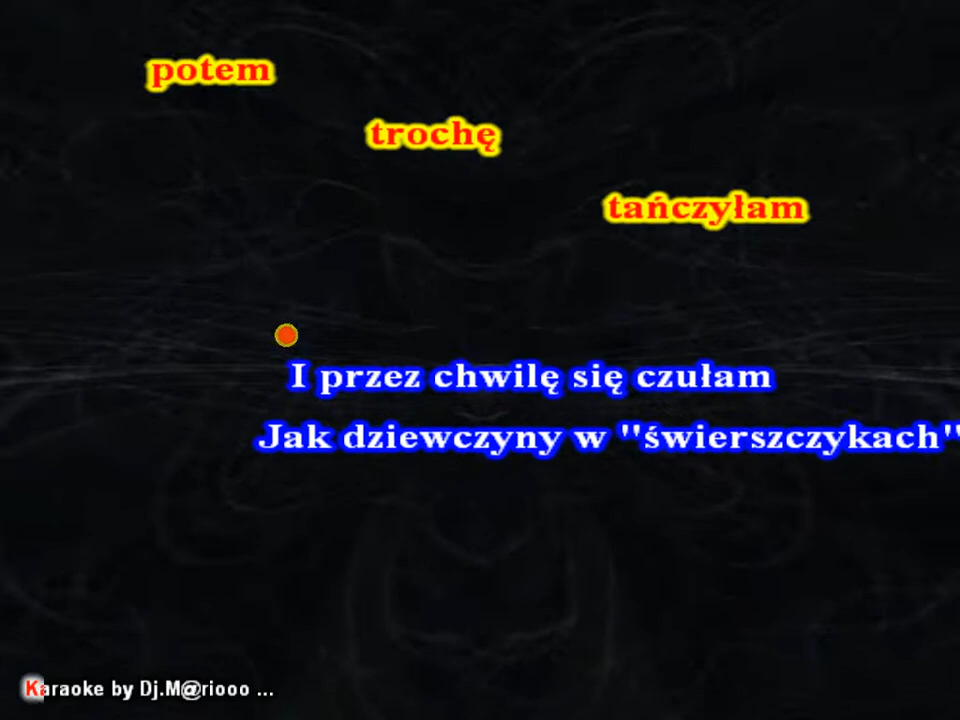 potem
trochę
tańczyłam
I przez chwilę się czułam
Jak dziewczyny w "świerszczykach"
Karaoke by Dj.M@riooo ...